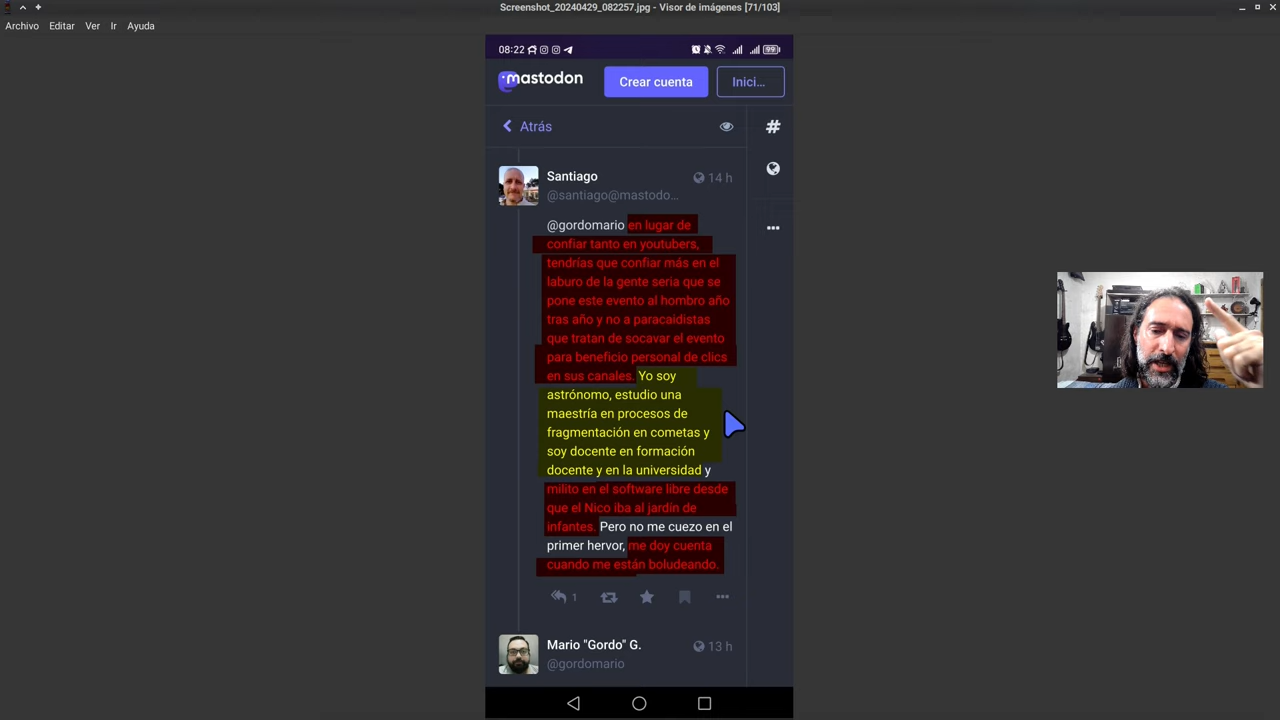 Screenshot_20240429_082257.jpg - Visor de imágenes [71/103]
Archivo Editar Ver Ir Ayuda
08:22 99
mastodon Crear cuenta Inici…
Atrás #
Santiago 14 h
@santiago@mastodo…
@gordomario en lugar de
confiar tanto en youtubers,
tendrías que confiar más en el
laburo de la gente seria que se
pone este evento al hombro año
tras año y no a paracaidistas
que tratan de socavar el evento
para beneficio personal de clics
en sus canales. Yo soy
astrónomo, estudio una
maestría en procesos de
fragmentación en cometas y
soy docente en formación
docente y en la universidad y
milito en el software libre desde
que el Nico iba al jardín de
infantes. Pero no me cuezo en el
primer hervor, me doy cuenta
cuando me están boludeando.
1
Mario "Gordo" G. 13 h
@gordomario